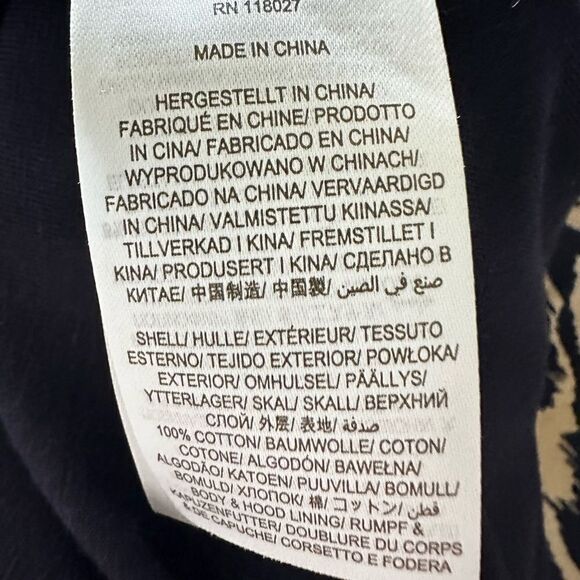 RN 118027
MADE IN CHINA
HERGESTELLT IN CHINA/
FABRIQUÉ EN CHINE/ PRODOTTO
IN CINA/ FABRICADO EN CHINA/
WYPRODUKOWANO W CHINACH/
FABRICADO NA CHINA/ VERVAARDIGD
IN CHINA/ VALMISTETTU KIINASSA/
TILLVERKAD I KINA/ FREMSTILLET I
KINA/ PRODUSERT I KINA/ СДЕЛАНО В
КИТАЕ/ 中国制造/ 中国製/ صنع في الصين/
SHELL/ HULLE/ EXTÉRIEUR/ TESSUTO
ESTERNO/ TEJIDO EXTERIOR/ POWŁOKA/
EXTERIOR/ OMHULSEL/ PÄÄLLYS/
YTTERLAGER/ SKAL/ SKALL/ ВЕРХНИЙ
СЛОЙ/ 外层/ 表地/ صدفة/
100% COTTON/ BAUMWOLLE/ COTON/
COTONE/ ALGODÓN/ BAWEŁNA/
ALGODÃO/ KATOEN/ PUUVILLA/ BOMULL/
BOMULD/ ХЛОПОК/ 棉/ コットン/ قطن/
BODY & HOOD LINING/ RUMPF &
KAPUZENFUTTER/ DOUBLURE DU CORPS
& DE CAPUCHE/ CORSETTO E FODERA